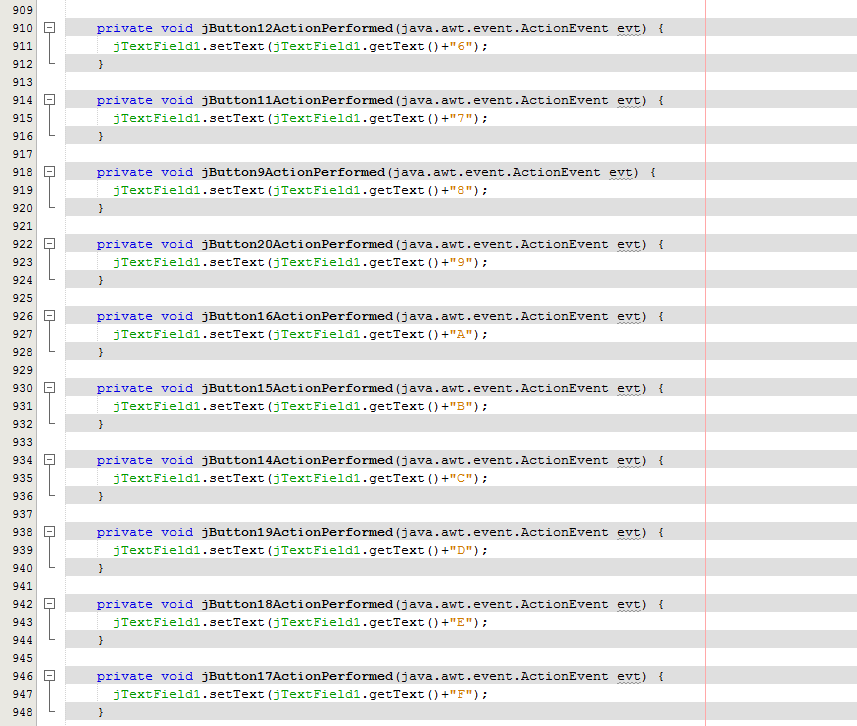 909
910 private void jButton12ActionPerformed(java.awt.event.ActionEvent evt) {
911 jTextField1.setText(jTextField1.getText()+"6");
912 }
913
914 private void jButton11ActionPerformed(java.awt.event.ActionEvent evt) {
915 jTextField1.setText(jTextField1.getText()+"7");
916 }
917
918 private void jButton9ActionPerformed(java.awt.event.ActionEvent evt) {
919 jTextField1.setText(jTextField1.getText()+"8");
920 }
921
922 private void jButton20ActionPerformed(java.awt.event.ActionEvent evt) {
923 jTextField1.setText(jTextField1.getText()+"9");
924 }
925
926 private void jButton16ActionPerformed(java.awt.event.ActionEvent evt) {
927 jTextField1.setText(jTextField1.getText()+"A");
928 }
929
930 private void jButton15ActionPerformed(java.awt.event.ActionEvent evt) {
931 jTextField1.setText(jTextField1.getText()+"B");
932 }
933
934 private void jButton14ActionPerformed(java.awt.event.ActionEvent evt) {
935 jTextField1.setText(jTextField1.getText()+"C");
936 }
937
938 private void jButton19ActionPerformed(java.awt.event.ActionEvent evt) {
939 jTextField1.setText(jTextField1.getText()+"D");
940 }
941
942 private void jButton18ActionPerformed(java.awt.event.ActionEvent evt) {
943 jTextField1.setText(jTextField1.getText()+"E");
944 }
945
946 private void jButton17ActionPerformed(java.awt.event.ActionEvent evt) {
947 jTextField1.setText(jTextField1.getText()+"F");
948 }